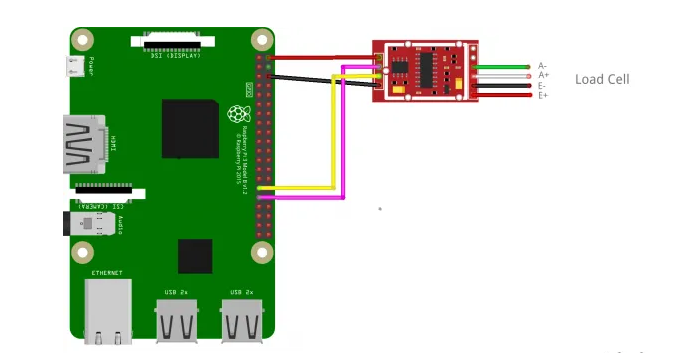 DSI (DISPLAY)
Power
GPIO
Raspberry Pi 3 Model B v1.2
© Raspberry Pi 2015
HDMI
CSI (CAMERA)
Audio
ETHERNET
USB 2x
USB 2x
A-
A+
E-
E+
Load Cell